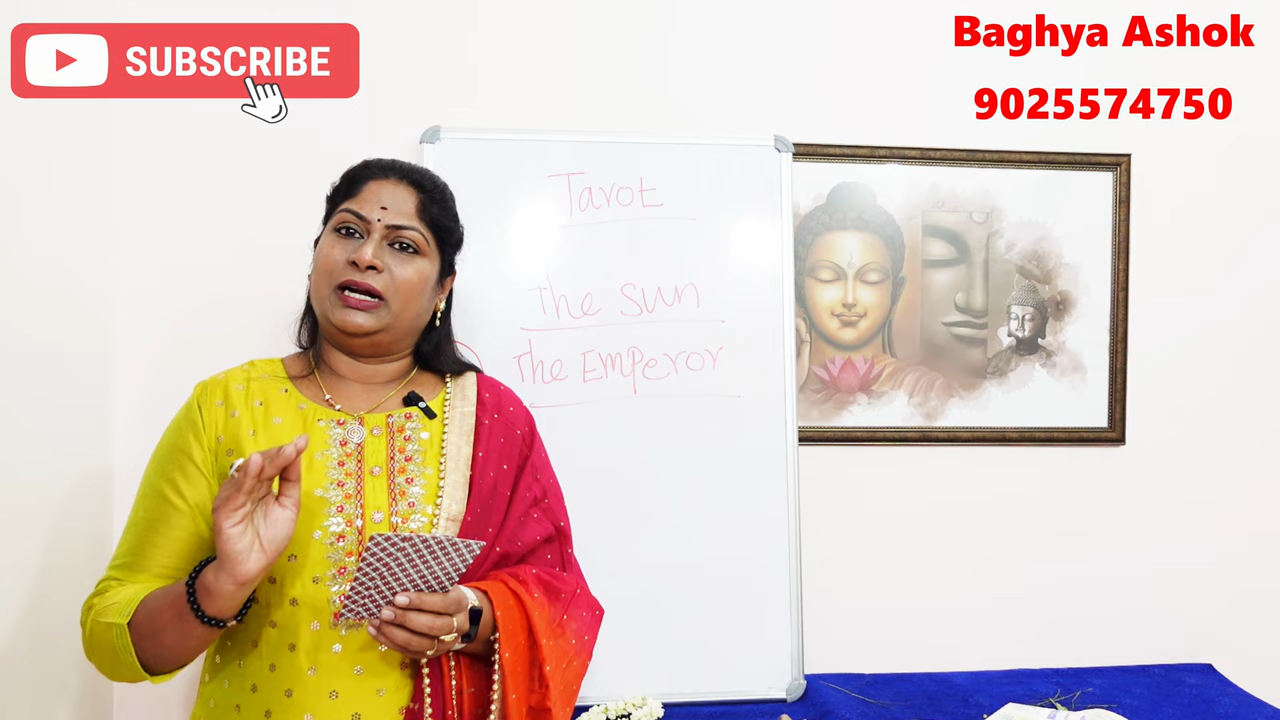 SUBSCRIBE
Baghya Ashok
9025574750
Tarot
The Sun
The Emperor